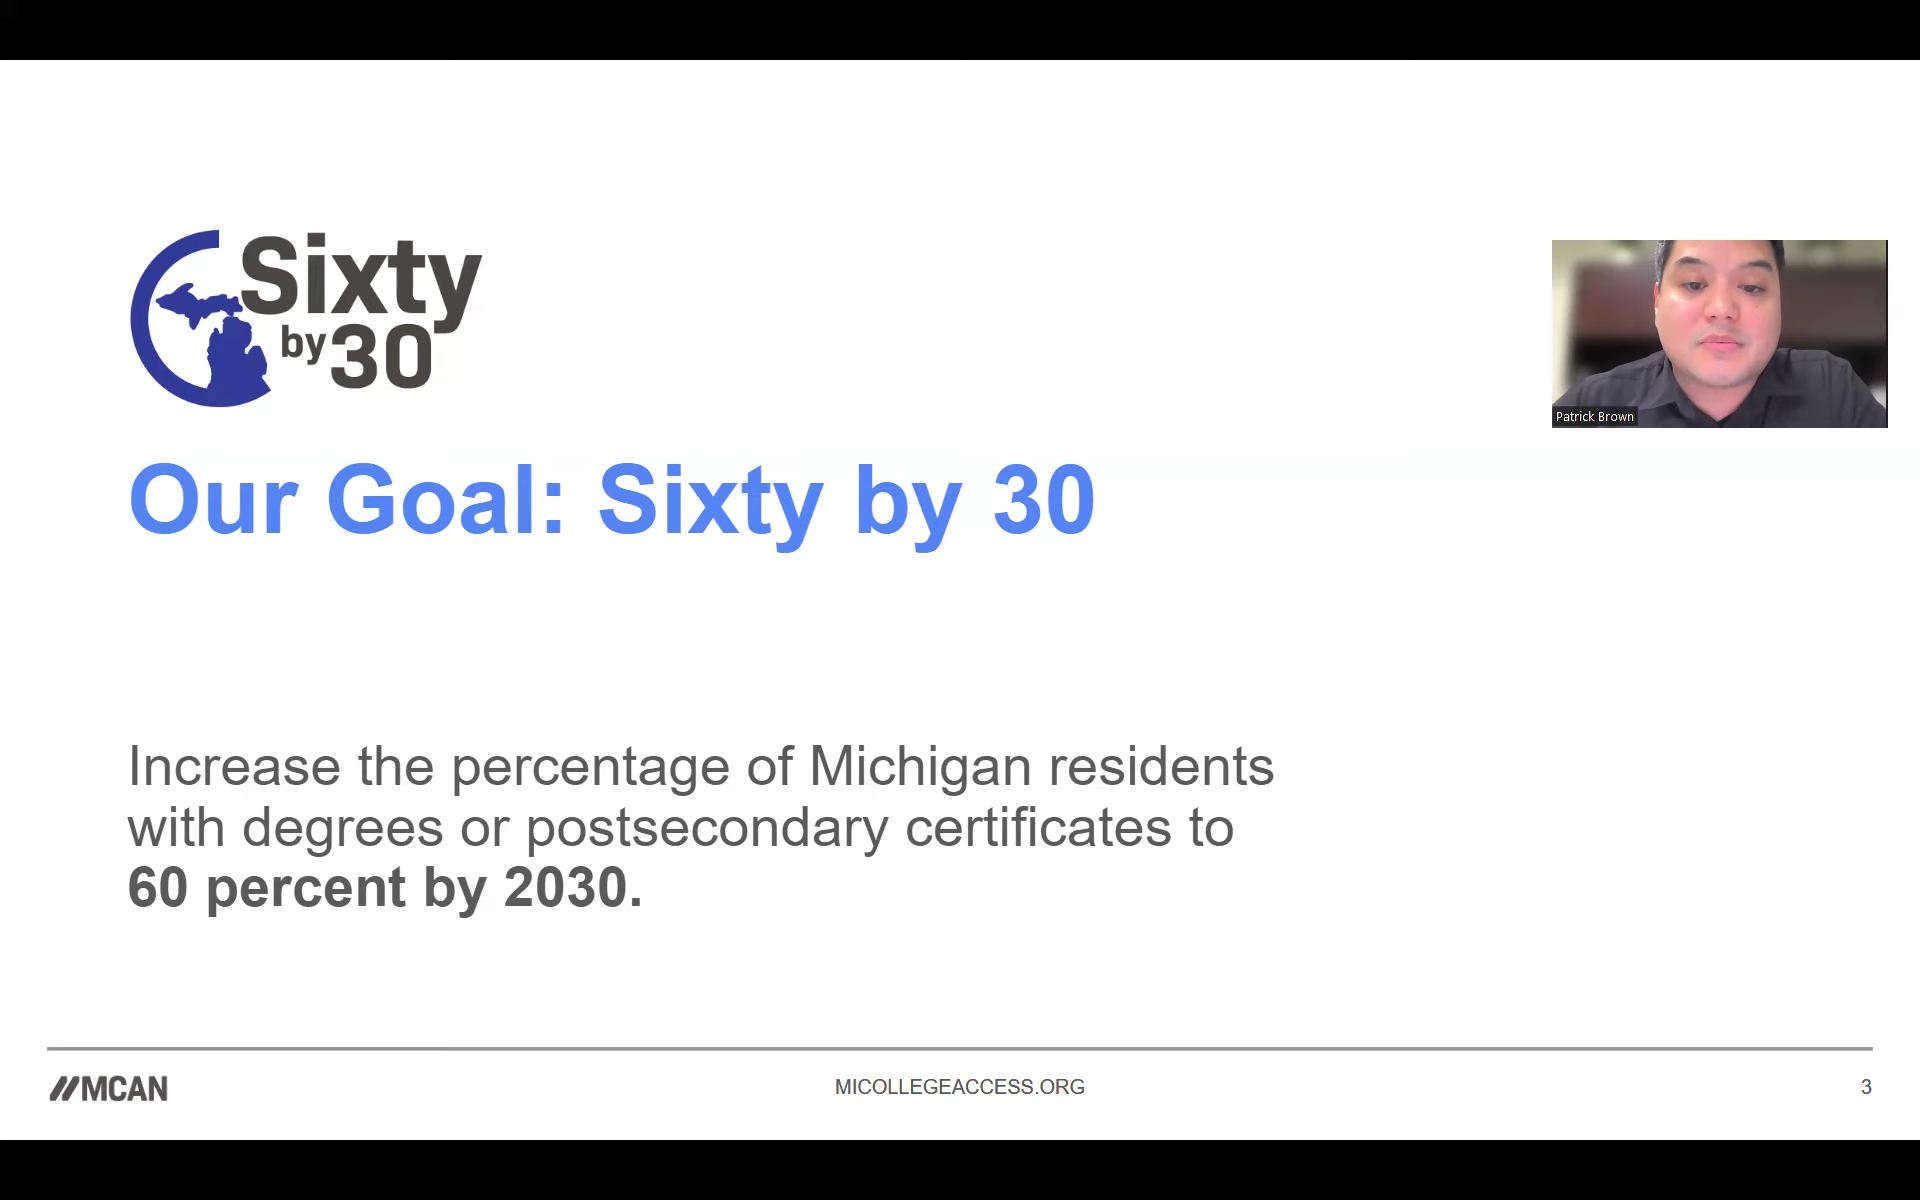 Sixty
by 30
Patrick Brown
Our Goal: Sixty by 30
Increase the percentage of Michigan residents
with degrees or postsecondary certificates to
60 percent by 2030.
MCAN
MICOLLEGEACCESS.ORG
3